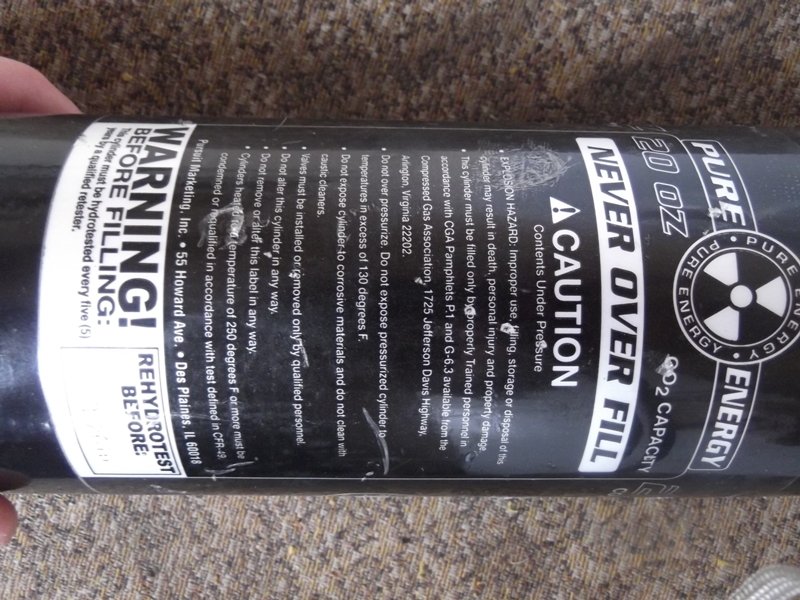 PURE ENERGY
PURE ENERGY • PURE ENERGY •
20 OZ
CO2 CAPACITY
NEVER OVER FILL
⚠ CAUTION
Contents Under Pressure
• EXPLOSION HAZARD: Improper use, filling, storage or disposal of this
cylinder may result in death, personal injury and property damage.
• This cylinder must be filled only by properly Trained personnel in
accordance with CGA Pamphlets P.1 and G-6.3 available from the
Compressed Gas Association, 1725 Jefferson Davis Highway,
Arlington, Virginia 22202.
• Do not over pressurize. Do not expose pressurized cylinder to
temperatures in excess of 130 degrees F.
• Do not expose cylinder to corrosive materials and do not clean with
caustic cleaners.
• Valves must be installed or removed only by qualified personnel.
• Do not alter this cylinder in any way.
• Do not remove or alter this label in any way.
• Cylinders heated to temperature of 250 degrees F or more must be
condemned or requalified in accordance with test defined in CFR-49.
Pursuit Marketing, Inc. • 55 Howard Ave. • Des Plaines, IL 60018
WARNING!
BEFORE FILLING:
This cylinder must be hydrotested every five (5)
years by a qualified retester.
REHYDROTEST
BEFORE: